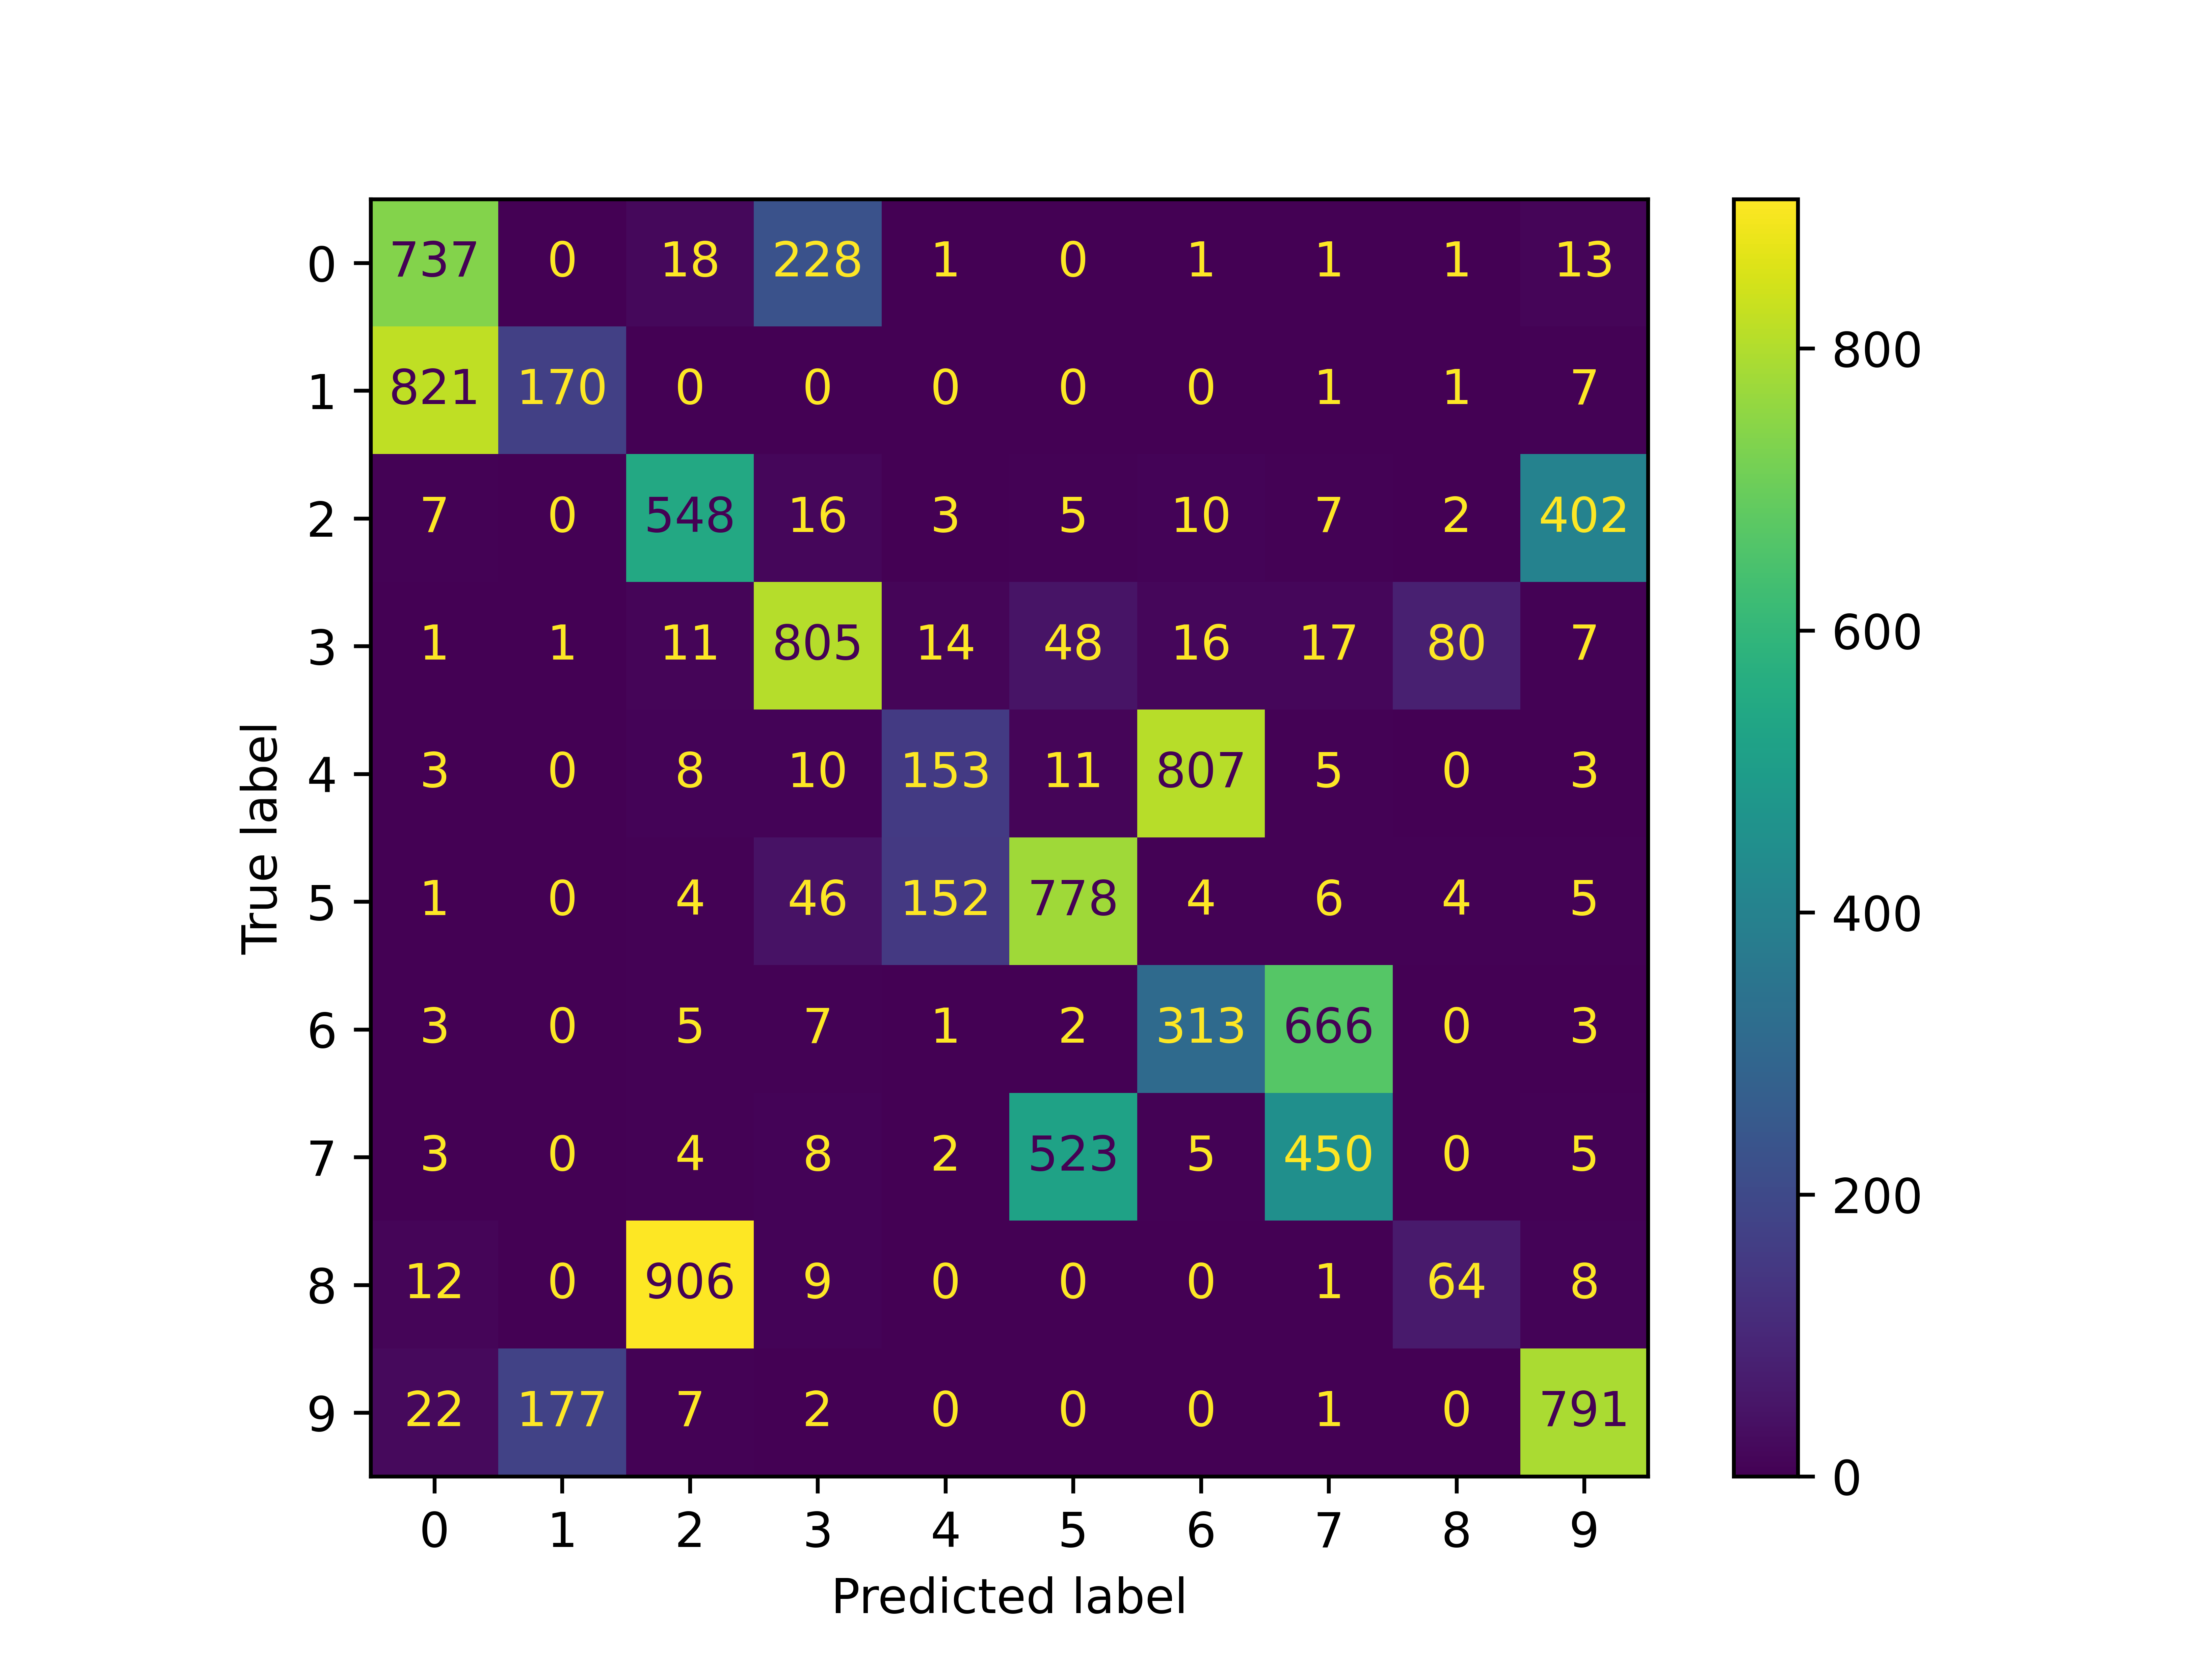 0 737 0 18 228 1 0 1 1 1 13
1 821 170 0 0 0 0 0 1 1 7
2 7 0 548 16 3 5 10 7 2 402
3 1 1 11 805 14 48 16 17 80 7
4 3 0 8 10 153 11 807 5 0 3
5 1 0 4 46 152 778 4 6 4 5
6 3 0 5 7 1 2 313 666 0 3
7 3 0 4 8 2 523 5 450 0 5
8 12 0 906 9 0 0 0 1 64 8
9 22 177 7 2 0 0 0 1 0 791
0 1 2 3 4 5 6 7 8 9
Predicted label
True label
800
600
400
200
0